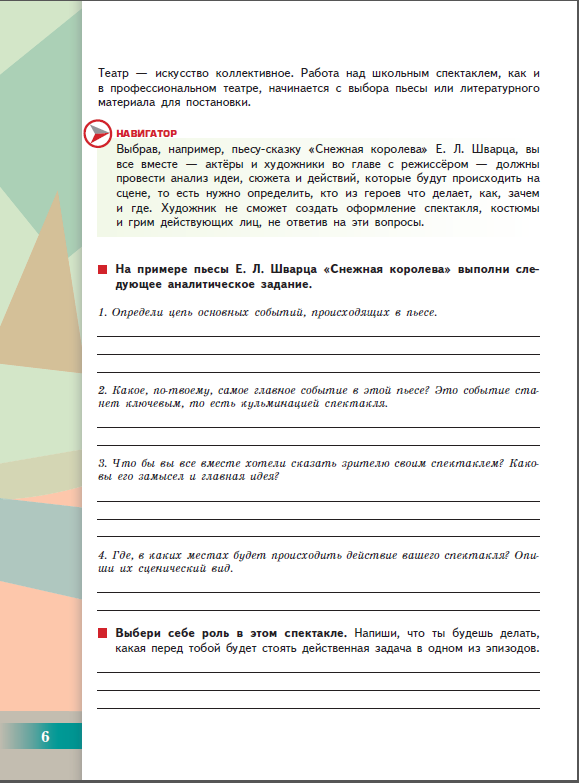 Театр — искусство коллективное. Работа над школьным спектаклем, как и
в профессиональном театре, начинается с выбора пьесы или литературного
материала для постановки.
НАВИГАТОР
Выбрав, например, пьесу-сказку «Снежная королева» Е. Л. Шварца, вы
все вместе — актёры и художники во главе с режиссёром — должны
провести анализ идеи, сюжета и действий, которые будут происходить на
сцене, то есть нужно определить, кто из героев что делает, как, зачем
и где. Художник не сможет создать оформление спектакля, костюмы
и грим действующих лиц, не ответив на эти вопросы.
На примере пьесы Е. Л. Шварца «Снежная королева» выполни сле-
дующее аналитическое задание.
1. Определи цепь основных событий, происходящих в пьесе.
2. Какое, по-твоему, самое главное событие в этой пьесе? Это событие ста-
нет ключевым, то есть кульминацией спектакля.
3. Что бы вы все вместе хотели сказать зрителю своим спектаклем? Како-
вы его замысел и главная идея?
4. Где, в каких местах будет происходить действие вашего спектакля? Опи-
ши их сценический вид.
Выбери себе роль в этом спектакле. Напиши, что ты будешь делать,
какая перед тобой будет стоять действенная задача в одном из эпизодов.
6